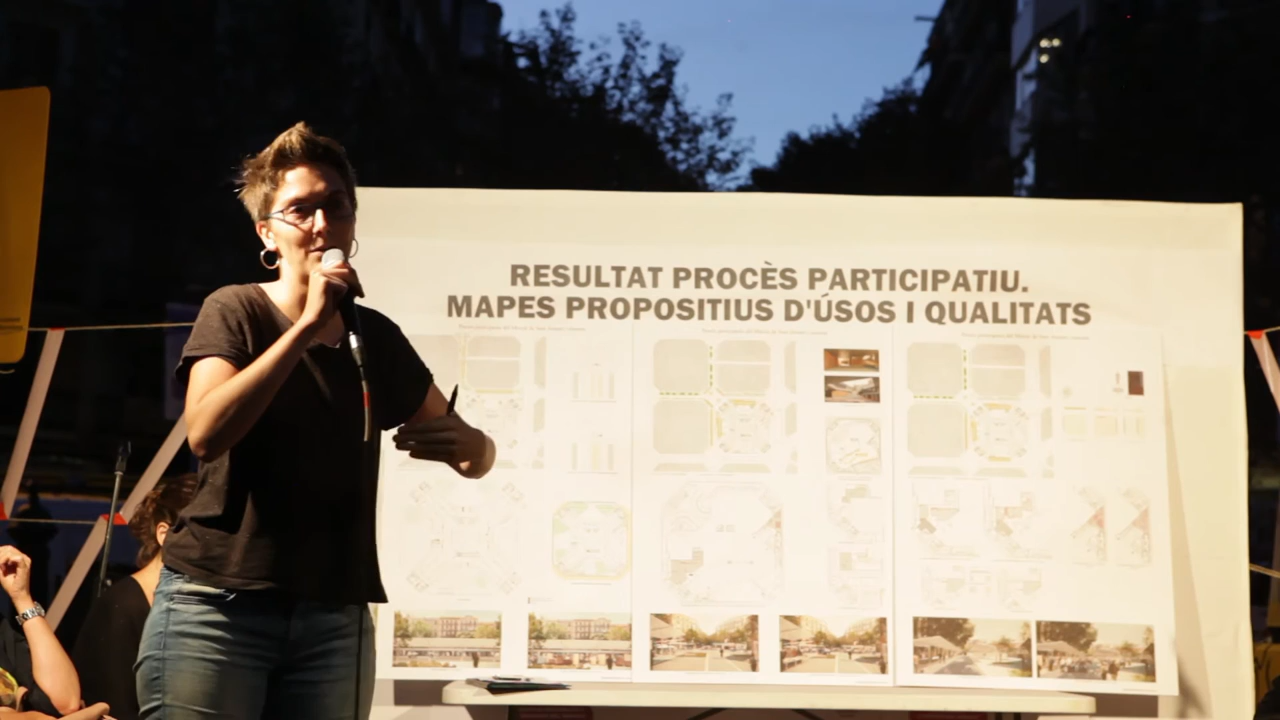 RESULTAT PROCÈS PARTICIPATIU.
MAPES PROPOSITIUS D'ÚSOS I QUALITATS